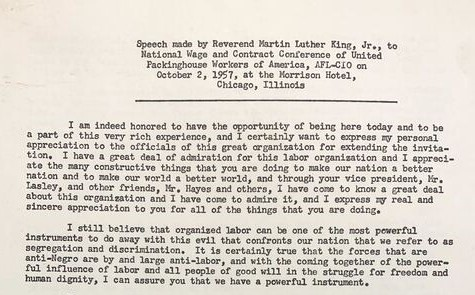 Speech made by Reverend Martin Luther King, Jr., to
National Wage and Contract Conference of United
Packinghouse Workers of America, AFL-CIO on
October 2, 1957, at the Morrison Hotel,
Chicago, Illinois
I am indeed honored to have the opportunity of being here today and to be
a part of this very rich experience, and I certainly want to express my personal
appreciation to the officials of this great organization for extending the invita-
tion. I have a great deal of admiration for this labor organization and I appreci-
ate the many constructive things that you are doing to make our nation a better
nation and to make our world a better world, and through your vice president, Mr.
Lasley, and other friends, Mr. Hayes and others, I have come to know a great deal
about this organization and I have come to admire it, and I express my real and
sincere appreciation to you for all of the things that you are doing.
I still believe that organized labor can be one of the most powerful
instruments to do away with this evil that confronts our nation that we refer to as
segregation and discrimination. It is certainly true that the forces that are
anti-Negro are by and large anti-labor, and with the coming together of the power-
ful influence of labor and all people of good will in the struggle for freedom and
human dignity, I can assure you that we have a powerful instrument.